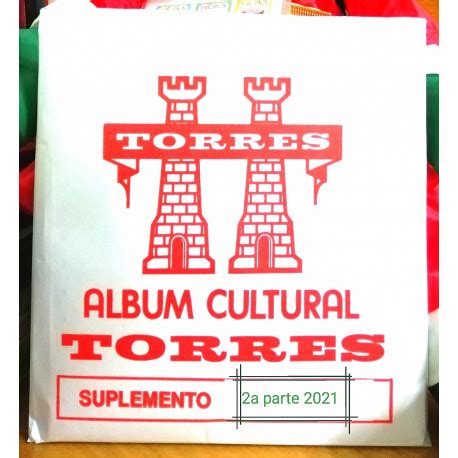 TORRES
ALBUM CULTURAL
TORRES
SUPLEMENTO 2a parte 2021